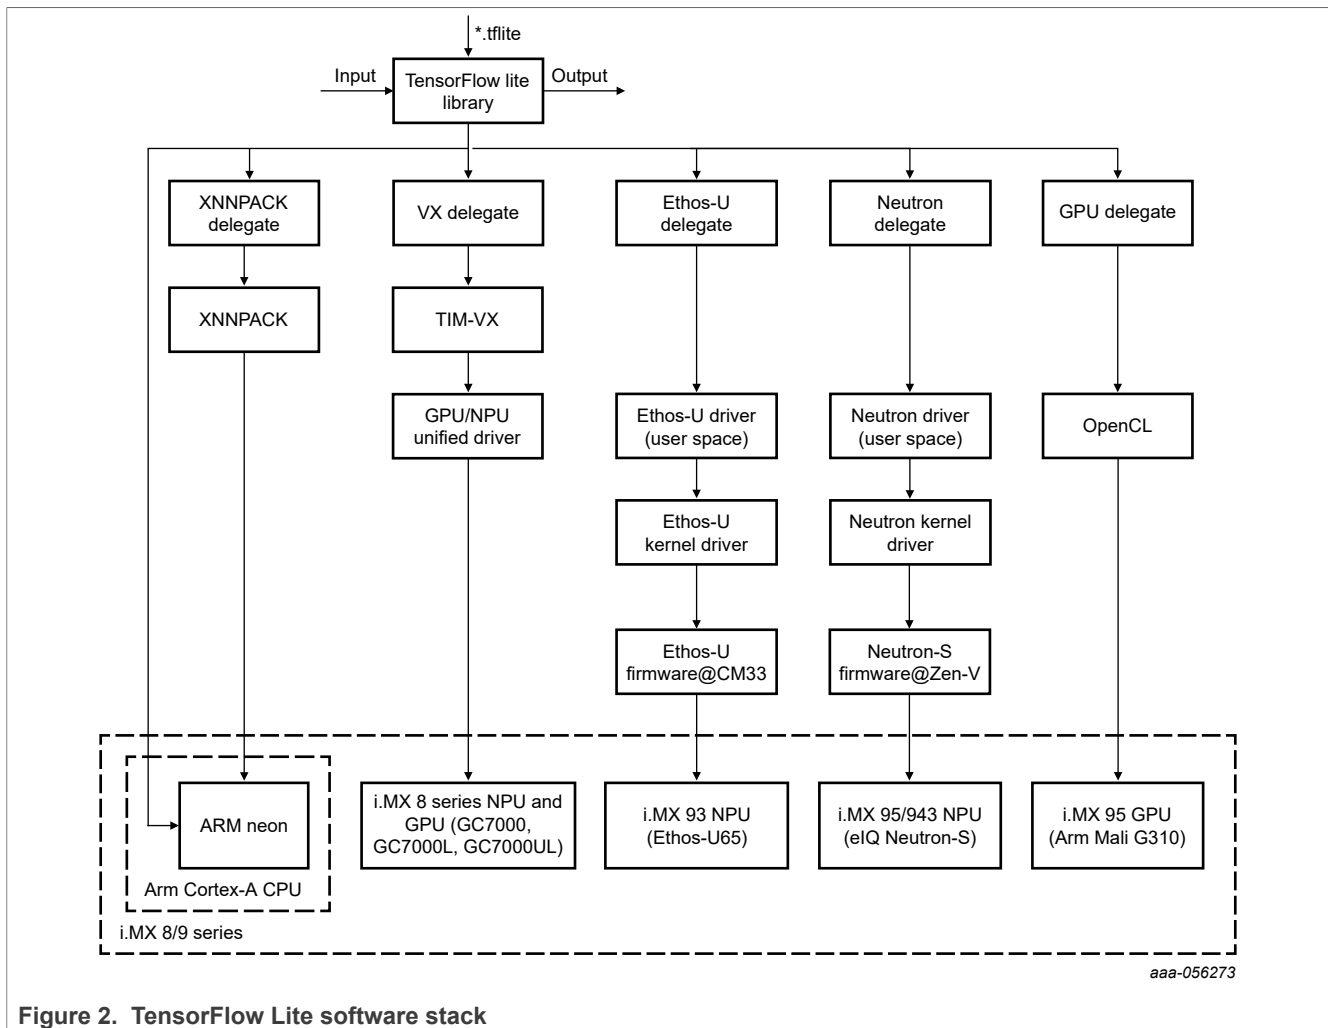 *.tflite
Input
TensorFlow lite
library
Output
XNNPACK
delegate
VX delegate
Ethos-U
delegate
Neutron
delegate
GPU delegate
XNNPACK
TIM-VX
GPU/NPU
unified driver
Ethos-U driver
(user space)
Neutron driver
(user space)
OpenCL
Ethos-U
kernel driver
Neutron kernel
driver
Ethos-U
firmware@CM33
Neutron-S
firmware@Zen-V
ARM neon
i.MX 8 series NPU and
GPU (GC7000,
GC7000L, GC7000UL)
i.MX 93 NPU
(Ethos-U65)
i.MX 95/943 NPU
(eIQ Neutron-S)
i.MX 95 GPU
(Arm Mali G310)
Arm Cortex-A CPU
i.MX 8/9 series
aaa-056273
Figure 2. TensorFlow Lite software stack